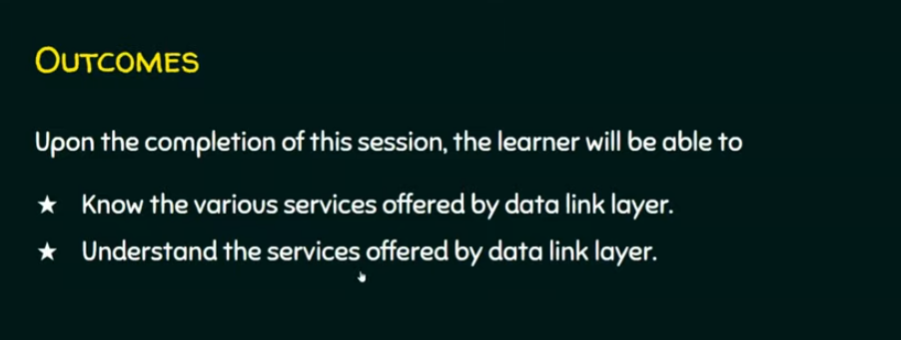 OUTCOMES
Upon the completion of this session, the learner will be able to
★ Know the various services offered by data link layer.
★ Understand the services offered by data link layer.